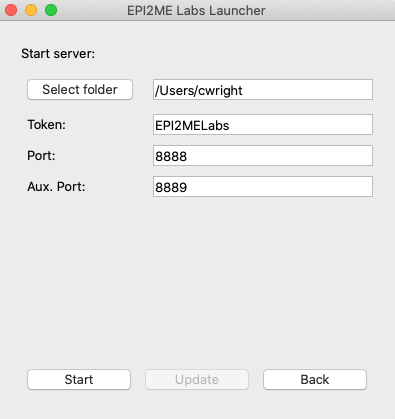 EPI2ME Labs Launcher
Start server:
Select folder /Users/cwright
Token: EPI2MELabs
Port: 8888
Aux. Port: 8889
Start Update Back